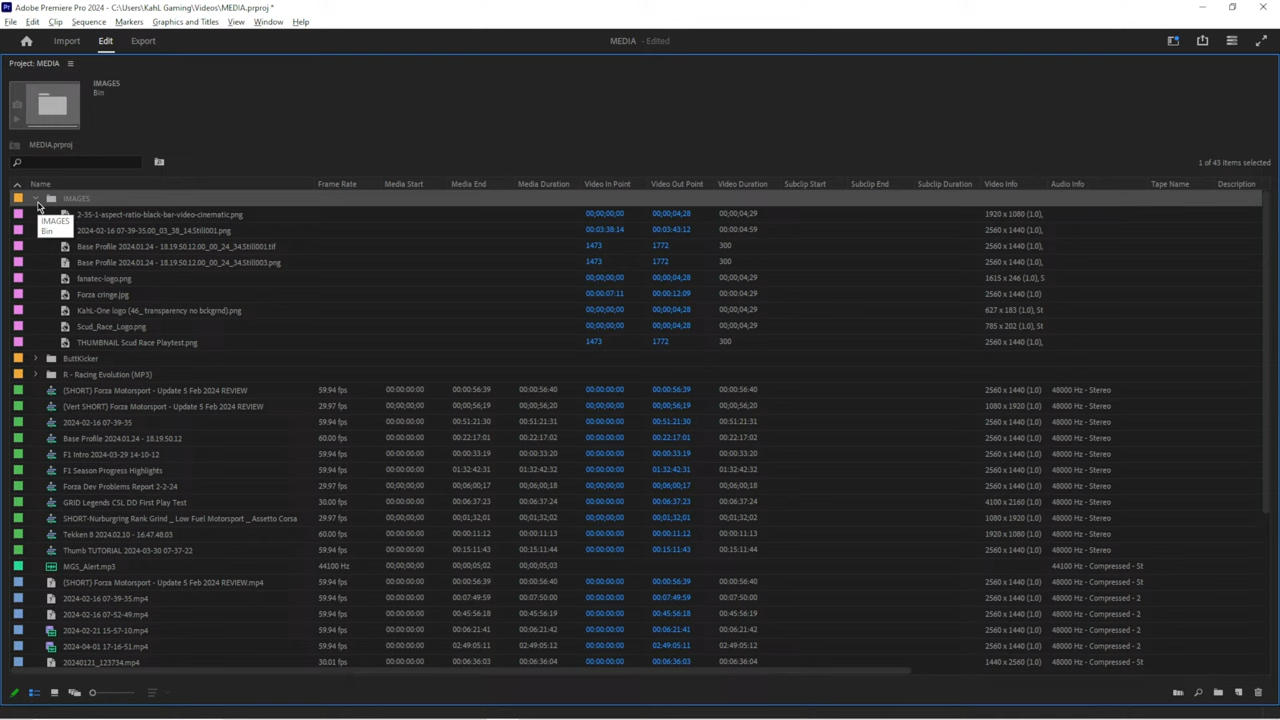 Adobe Premiere Pro 2024 - C:\Users\KahL Gaming\Videos\MEDIA.prproj *
File Edit Clip Sequence Markers Graphics and Titles View Window Help
Import Edit Export MEDIA - Edited
Project: MEDIA
IMAGES
Bin
MEDIA.prproj
1 of 43 items selected
Name Frame Rate Media Start Media End Media Duration Video In Point Video Out Point Video Duration Subclip Start Subclip End Subclip Duration Video Info Audio Info Tape Name Description
IMAGES
2-35-1-aspect-ratio-black-bar-video-cinematic.png 00;00;00;00 00;00;04;28 00;00;04;29 1920 x 1080 (1.0),
IMAGES
Bin
2024-02-16 07-39-35.00_03_38_14.Still001.png 00:03:38:14 00:03:43:12 00:00:04:59 2560 x 1440 (1.0),
Base Profile 2024.01.24 - 18.19.50.12.00_00_24_34.Still001.tif 1473 1772 300 2560 x 1440 (1.0),
Base Profile 2024.01.24 - 18.19.50.12.00_00_24_34.Still003.png 1473 1772 300 2560 x 1440 (1.0),
fanatec-logo.png 00;00;00;00 00;00;04;28 00;00;04;29 1615 x 246 (1.0), S
Forza cringe.jpg 00:00:07:11 00:00:12:09 00:00:04:29 2560 x 1440 (1.0)
KahL-One logo (46_ transparency no bckgrnd).png 00;00;00;00 00;00;04;28 00;00;04;29 627 x 183 (1.0), St
Scud_Race_Logo.png 00;00;00;00 00;00;04;28 00;00;04;29 785 x 202 (1.0), St
THUMBNAIL Scud Race Playtest.png 1473 1772 300 2560 x 1440 (1.0),
ButtKicker
R - Racing Evolution (MP3)
(SHORT) Forza Motorsport - Update 5 Feb 2024 REVIEW 59.94 fps 00:00:00:00 00:00:56:39 00:00:56:40 00:00:00:00 00:00:56:39 00:00:56:40 2560 x 1440 (1.0) 48000 Hz - Stereo
(Vert SHORT) Forza Motorsport - Update 5 Feb 2024 REVIEW 29.97 fps 00;00;00;00 00;00;56;19 00;00;56;20 00;00;00;00 00;00;56;19 00;00;56;20 1080 x 1920 (1.0) 48000 Hz - Stereo
2024-02-16 07-39-35 59.94 fps 00:00:00:00 00:51:21:30 00:51:21:31 00:00:00:00 00:51:21:30 00:51:21:31 2560 x 1440 (1.0) 48000 Hz - Stereo
Base Profile 2024.01.24 - 18.19.50.12 60.00 fps 00:00:00:00 00:22:17:01 00:22:17:02 00:00:00:00 00:22:17:01 00:22:17:02 2560 x 1440 (1.0) 48000 Hz - Stereo
F1 Intro 2024-03-29 14-10-12 59.94 fps 00:00:00:00 00:00:33:19 00:00:33:20 00:00:00:00 00:00:33:19 00:00:33:20 2560 x 1440 (1.0) 48000 Hz - Stereo
F1 Season Progress Highlights 59.94 fps 00:00:00:00 01:32:42:31 01:32:42:32 00:00:00:00 01:32:42:31 01:32:42:32 2560 x 1440 (1.0) 48000 Hz - Stereo
Forza Dev Problems Report 2-2-24 59.94 fps 00;00;00;00 00;06;00;17 00;06;00;18 00;00;00;00 00;06;00;17 00;06;00;18 2560 x 1440 (1.0) 48000 Hz - Stereo
GRID Legends CSL DD First Play Test 30.00 fps 00:00:00:00 00:06:37:23 00:06:37:24 00:00:00:00 00:06:37:23 00:06:37:24 4100 x 2160 (1.0) 48000 Hz - Stereo
SHORT-Nurburgring Rank Grind _ Low Fuel Motorsport _ Assetto Corsa 29.97 fps 00;00;00;00 00;01;32;01 00;01;32;02 00;00;00;00 00;01;32;01 00;01;32;02 1080 x 1920 (1.0) 48000 Hz - Stereo
Tekken 8 2024.02.10 - 16.47.48.03 60.00 fps 00:00:00:00 00:00:11:12 00:00:11:13 00:00:00:00 00:00:11:12 00:00:11:13 1920 x 1080 (1.0) 48000 Hz - Stereo
Thumb TUTORIAL 2024-03-30 07-37-22 59.94 fps 00:00:00:00 00:15:11:43 00:15:11:44 00:00:00:00 00:15:11:43 00:15:11:44 2560 x 1440 (1.0) 48000 Hz - Stereo
MGS_Alert.mp3 44100 Hz 00;00;00;00 00;00;05;02 00;00;05;03 44100 Hz - Compressed - St
(SHORT) Forza Motorsport - Update 5 Feb 2024 REVIEW.mp4 59.94 fps 00:00:00:00 00:00:56:39 00:00:56:40 00:00:00:00 00:00:56:39 00:00:56:40 2560 x 1440 (1.0) 48000 Hz - Compressed - St
2024-02-16 07-39-35.mp4 59.94 fps 00:00:00:00 00:07:49:59 00:07:50:00 00:00:00:00 00:07:49:59 00:07:50:00 2560 x 1440 (1.0) 48000 Hz - Compressed - 2
2024-02-16 07-52-49.mp4 59.94 fps 00:00:00:00 00:45:56:18 00:45:56:19 00:00:00:00 00:45:56:18 00:45:56:19 2560 x 1440 (1.0) 48000 Hz - Compressed - 2
2024-02-21 15-57-10.mp4 59.94 fps 00:00:00:00 00:06:21:41 00:06:21:42 00:00:00:00 00:06:21:41 00:06:21:42 2560 x 1440 (1.0) 48000 Hz - Compressed - 2
2024-04-01 17-16-51.mp4 59.94 fps 00:00:00:00 02:49:05:11 02:49:05:12 00:00:00:00 02:49:05:11 02:49:05:12 2560 x 1440 (1.0) 48000 Hz - Compressed - 2
20240121_123734.mp4 30.01 fps 00:00:00:00 00:06:36:03 00:06:36:04 00:00:00:00 00:06:36:03 00:06:36:04 1440 x 2560 (1.0) 48000 Hz - Compressed - St